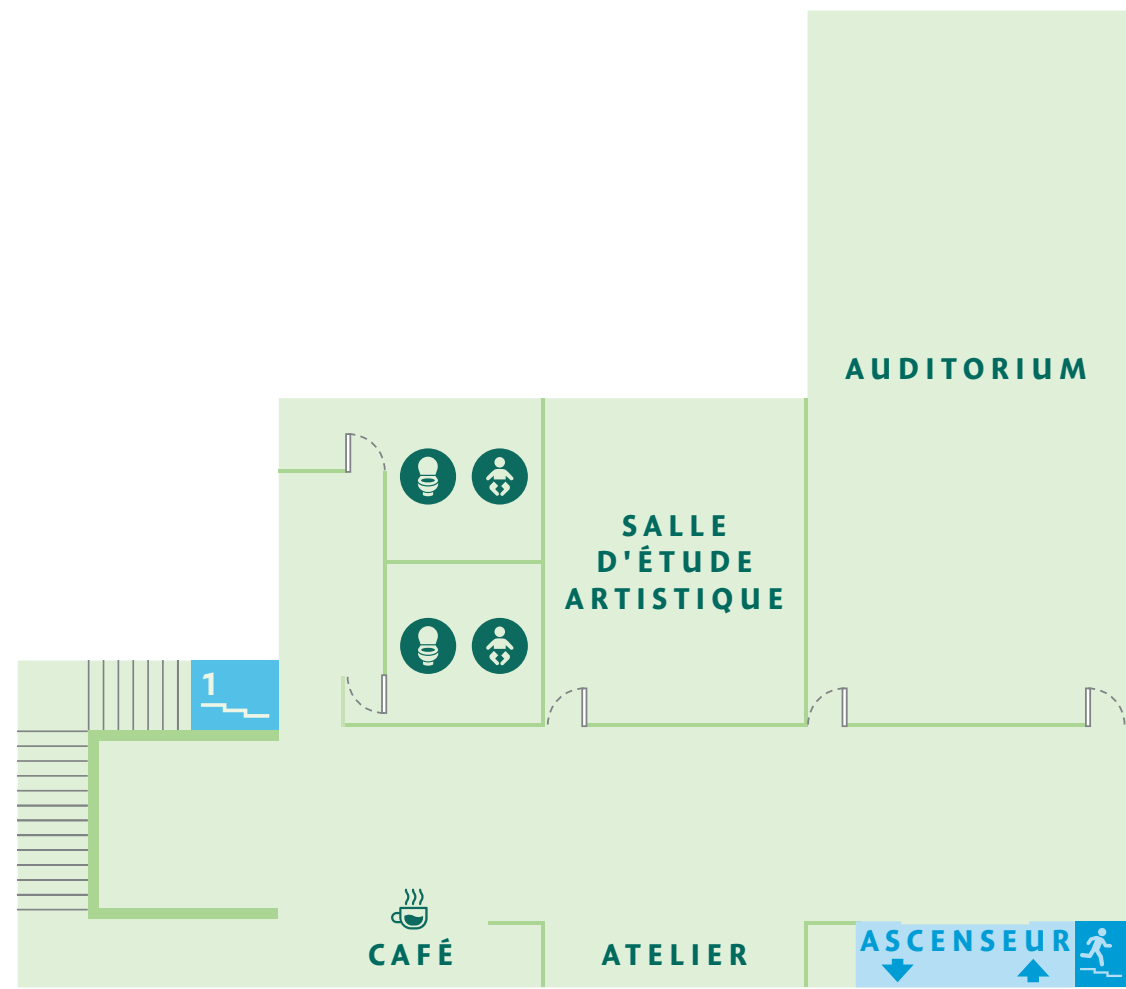 AUDITORIUM
SALLE
D'ÉTUDE
ARTISTIQUE
1
CAFÉ
ATELIER
ASCENSEUR